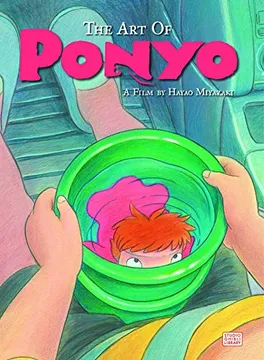 THE ART OF
PONYO
A FILM BY HAYAO MIYAZAKI
STUDIO
GHIBLI
LIBRARY